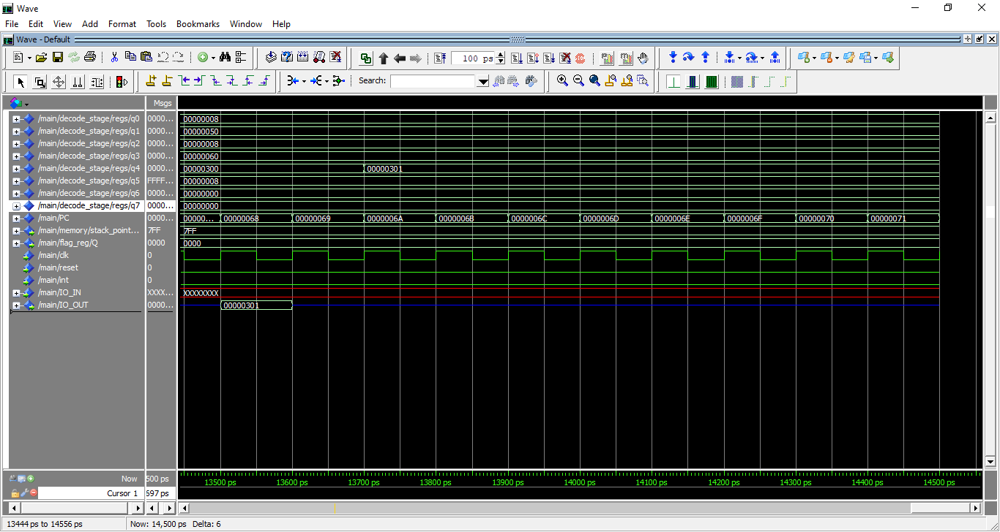 Wave
File Edit View Add Format Tools Bookmarks Window Help
Wave - Default
100 ps
Search:
Msgs
/main/decode_stage/regs/q0 0000... 00000008
/main/decode_stage/regs/q1 0000... 00000050
/main/decode_stage/regs/q2 0000... 00000008
/main/decode_stage/regs/q3 0000... 00000060
/main/decode_stage/regs/q4 0000... 00000300 00000301
/main/decode_stage/regs/q5 FFFF... 00000008
/main/decode_stage/regs/q6 0000... 00000000
/main/decode_stage/regs/q7 0000... 00000000
/main/PC 0000... 00000... 00000068 00000069 0000006A 0000006B 0000006C 0000006D 0000006E 0000006F 00000070 00000071
/main/memory/stack_point... 7FF 7FF
/main/flag_reg/Q 0000 0000
/main/clk 0
/main/reset 0
/main/int 0
/main/IO_IN XXXX... XXXXXXXX
/main/IO_OUT 0000... 00000301
Now 500 ps 13500 ps 13600 ps 13700 ps 13800 ps 13900 ps 14000 ps 14100 ps 14200 ps 14300 ps 14400 ps 14500 ps
Cursor 1 597 ps
13444 ps to 14556 ps Now: 14,500 ps Delta: 6